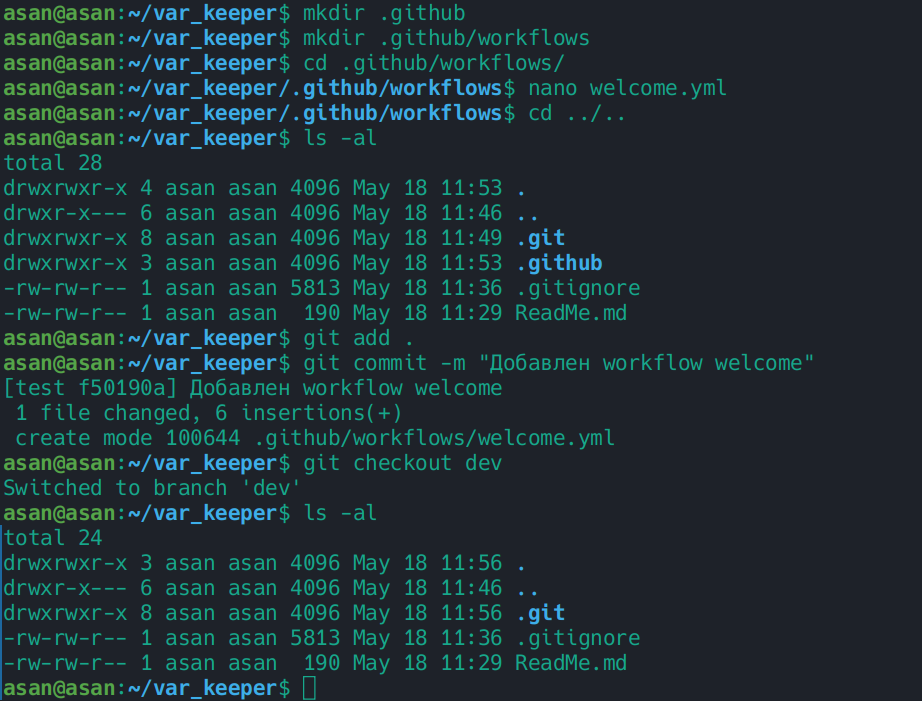 asan@asan:~/var_keeper$ mkdir .github
asan@asan:~/var_keeper$ mkdir .github/workflows
asan@asan:~/var_keeper$ cd .github/workflows/
asan@asan:~/var_keeper/.github/workflows$ nano welcome.yml
asan@asan:~/var_keeper/.github/workflows$ cd ../..
asan@asan:~/var_keeper$ ls -al
total 28
drwxrwxr-x 4 asan asan 4096 May 18 11:53 .
drwxr-x--- 6 asan asan 4096 May 18 11:46 ..
drwxrwxr-x 8 asan asan 4096 May 18 11:49 .git
drwxrwxr-x 3 asan asan 4096 May 18 11:53 .github
-rw-rw-r-- 1 asan asan 5813 May 18 11:36 .gitignore
-rw-rw-r-- 1 asan asan  190 May 18 11:29 ReadMe.md
asan@asan:~/var_keeper$ git add .
asan@asan:~/var_keeper$ git commit -m "Добавлен workflow welcome"
[test f50190a] Добавлен workflow welcome
 1 file changed, 6 insertions(+)
 create mode 100644 .github/workflows/welcome.yml
asan@asan:~/var_keeper$ git checkout dev
Switched to branch 'dev'
asan@asan:~/var_keeper$ ls -al
total 24
drwxrwxr-x 3 asan asan 4096 May 18 11:56 .
drwxr-x--- 6 asan asan 4096 May 18 11:46 ..
drwxrwxr-x 8 asan asan 4096 May 18 11:56 .git
-rw-rw-r-- 1 asan asan 5813 May 18 11:36 .gitignore
-rw-rw-r-- 1 asan asan  190 May 18 11:29 ReadMe.md
asan@asan:~/var_keeper$